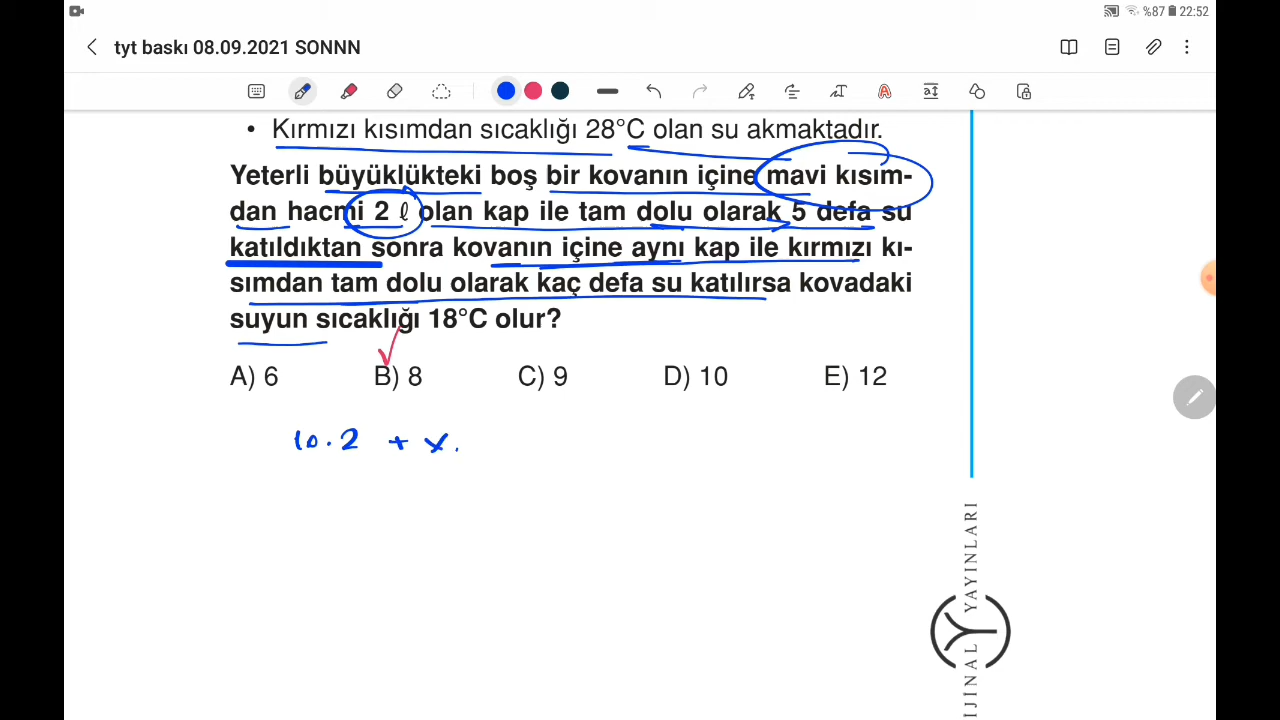 %87 22:52
tyt baskı 08.09.2021 SONNN
• Kırmızı kısımdan sıcaklığı 28°C olan su akmaktadır.
Yeterli büyüklükteki boş bir kovanın içine mavi kısım-
dan hacmi 2 ℓ olan kap ile tam dolu olarak 5 defa su
katıldıktan sonra kovanın içine aynı kap ile kırmızı kı-
sımdan tam dolu olarak kaç defa su katılırsa kovadaki
suyun sıcaklığı 18°C olur?
A) 6 B) 8 C) 9 D) 10 E) 12
10.2 + x.
İJİNAL YAYINLARI